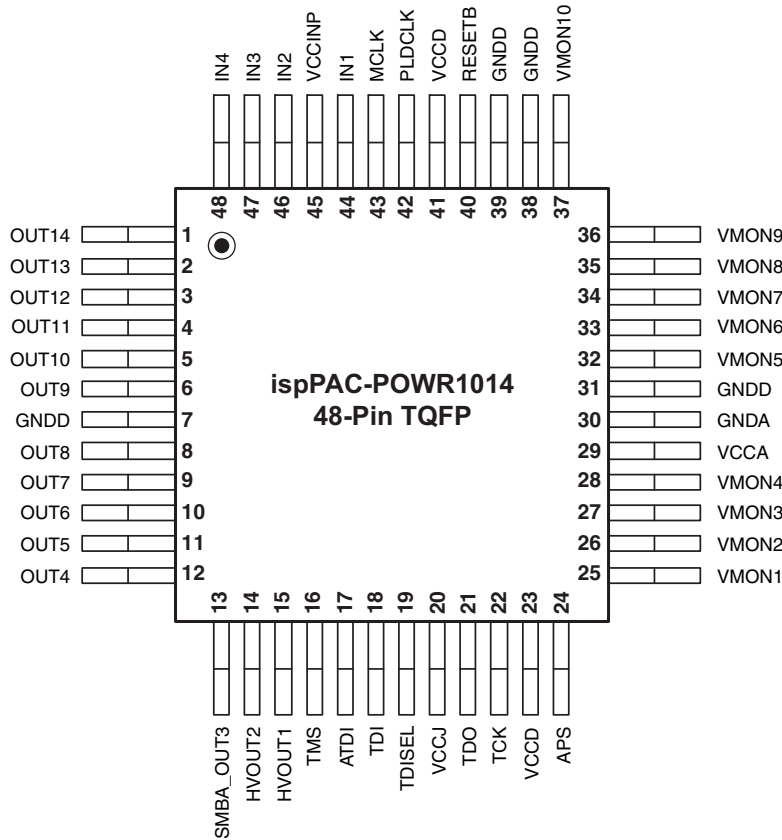 IN4
IN3
IN2
VCCINP
IN1
MCLK
PLDCLK
VCCD
RESETB
GNDD
GNDD
VMON10
48
47
46
45
44
43
42
41
40
39
38
37
OUT14 1
OUT13 2
OUT12 3
OUT11 4
OUT10 5
OUT9 6
GNDD 7
OUT8 8
OUT7 9
OUT6 10
OUT5 11
OUT4 12
ispPAC-POWR1014
48-Pin TQFP
36 VMON9
35 VMON8
34 VMON7
33 VMON6
32 VMON5
31 GNDD
30 GNDA
29 VCCA
28 VMON4
27 VMON3
26 VMON2
25 VMON1
13
14
15
16
17
18
19
20
21
22
23
24
SMBA_OUT3
HVOUT2
HVOUT1
TMS
ATDI
TDI
TDISEL
VCCJ
TDO
TCK
VCCD
APS